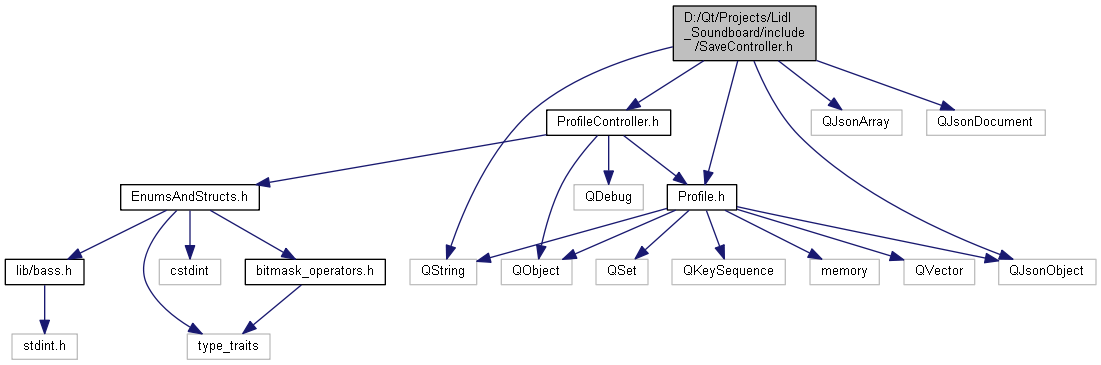 D:/Qt/Projects/Lidl
_Soundboard/include
/SaveController.h
ProfileController.h
QJsonArray
QJsonDocument
EnumsAndStructs.h
QDebug
Profile.h
lib/bass.h
cstdint
bitmask_operators.h
QString
QObject
QSet
QKeySequence
memory
QVector
QJsonObject
stdint.h
type_traits